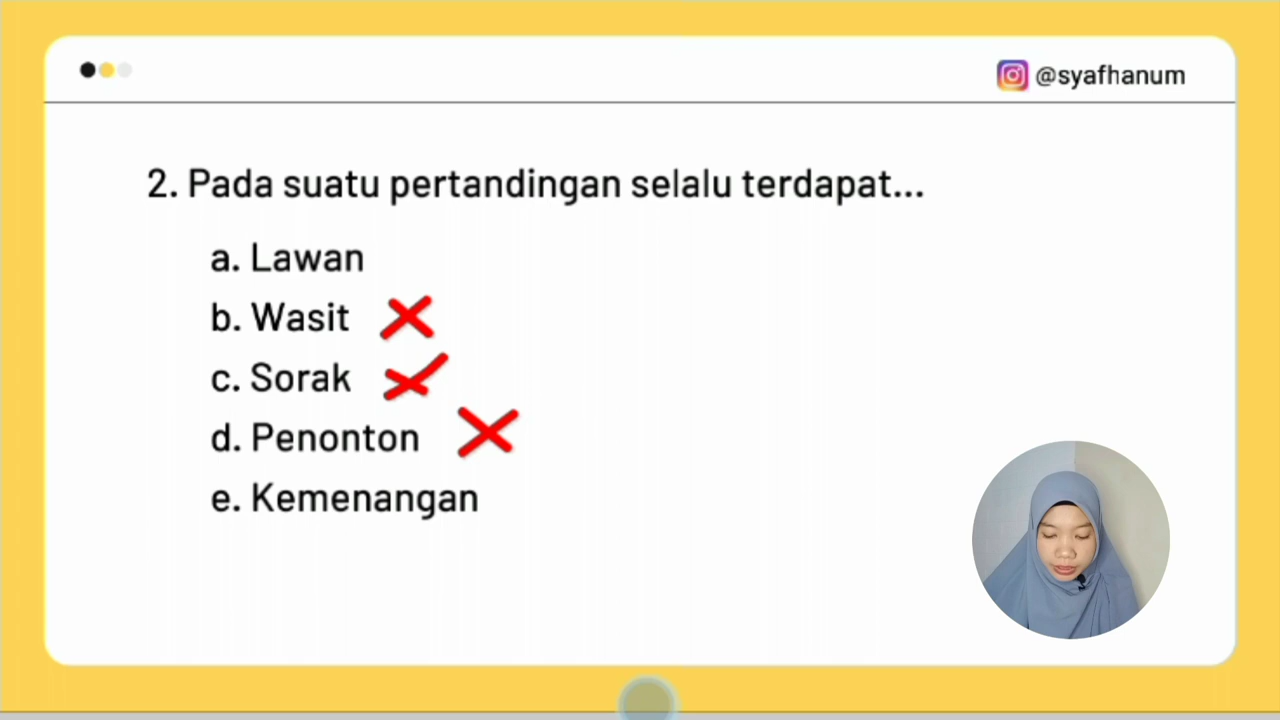 @syafhanum
2. Pada suatu pertandingan selalu terdapat...
a. Lawan
b. Wasit
c. Sorak
d. Penonton
e. Kemenangan